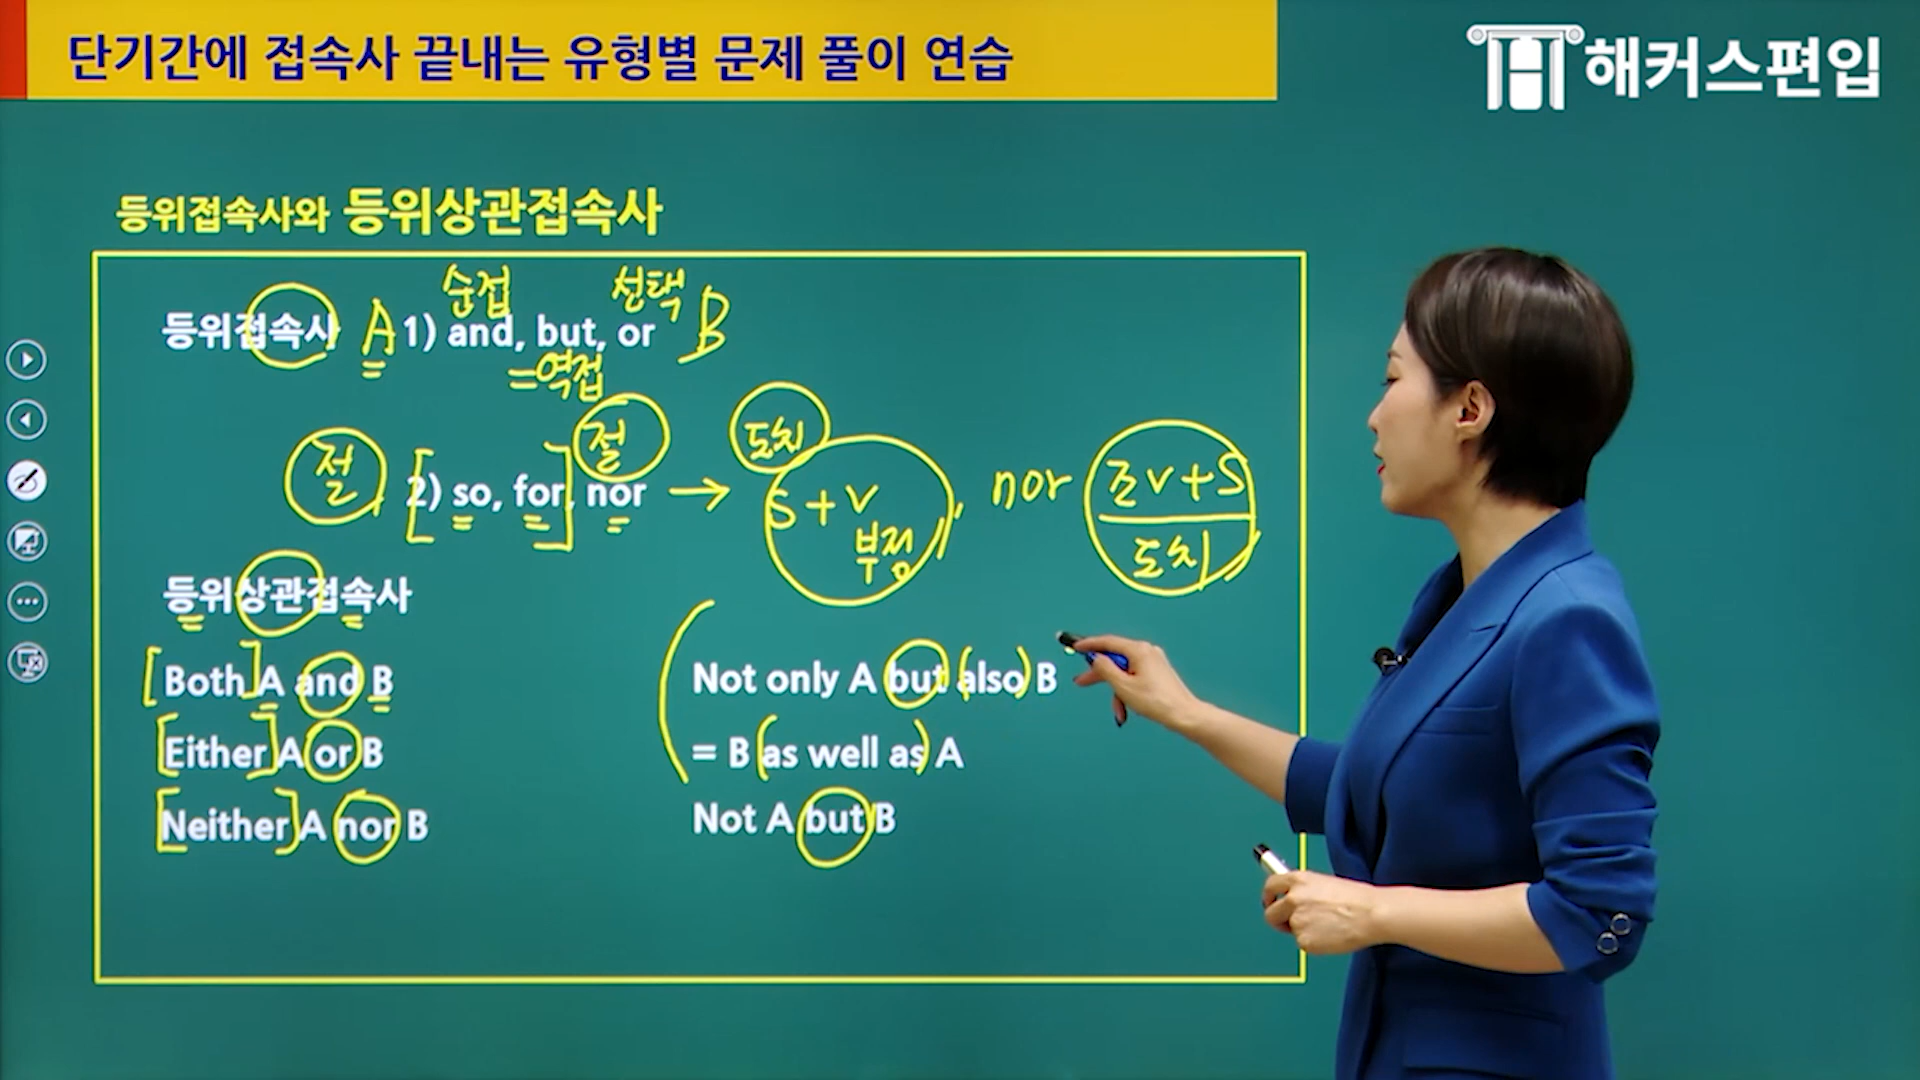 단기간에 접속사 끝내는 유형별 문제 풀이 연습
해커스편입
등위접속사와 등위상관접속사
순접 선택
등위접속사 A 1) and, but, or B
=역접
절 도치
절 2) so, for, nor → S+V, nor 조V+S
부정 도치
등위상관접속사
Both A and B
Either A or B
Neither A nor B
Not only A but (also) B
= B (as well as) A
Not A but B